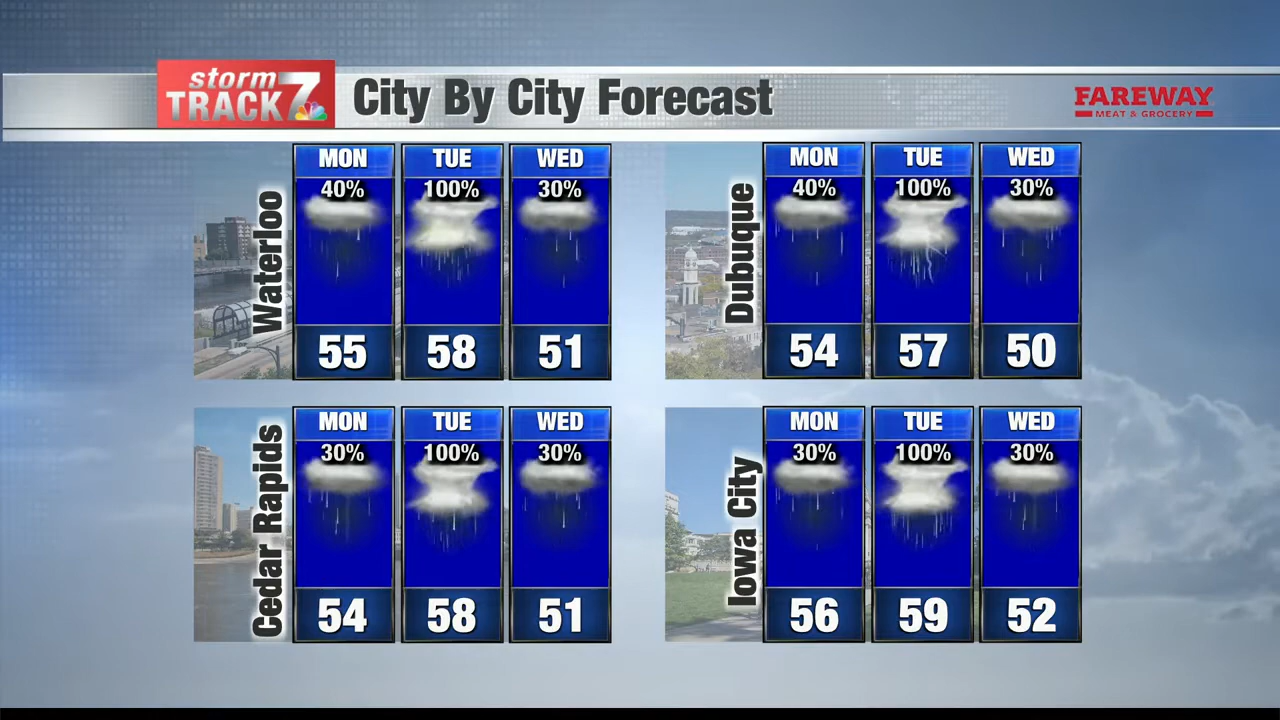 storm
TRACK 7
City By City Forecast
FAREWAY
MEAT & GROCERY
Waterloo
MON TUE WED
40% 100% 30%
55 58 51
Dubuque
MON TUE WED
40% 100% 30%
54 57 50
Cedar Rapids
MON TUE WED
30% 100% 30%
54 58 51
Iowa City
MON TUE WED
30% 100% 30%
56 59 52